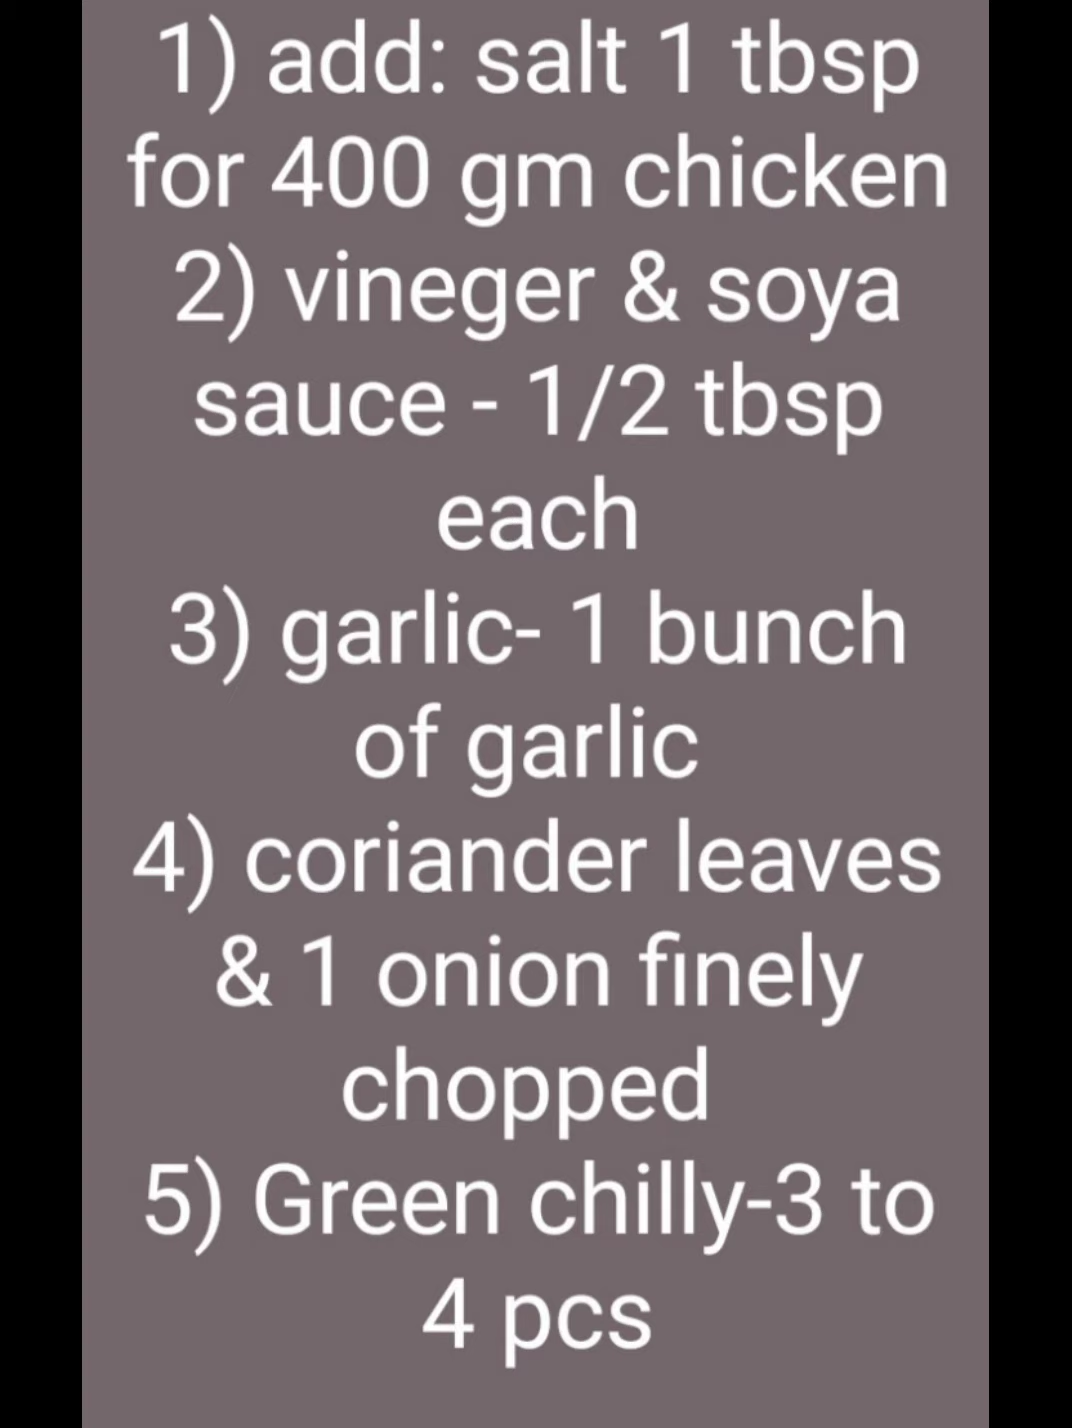 1) add: salt 1 tbsp
for 400 gm chicken
2) vineger & soya
sauce - 1/2 tbsp
each
3) garlic- 1 bunch
of garlic
4) coriander leaves
& 1 onion finely
chopped
5) Green chilly-3 to
4 pcs